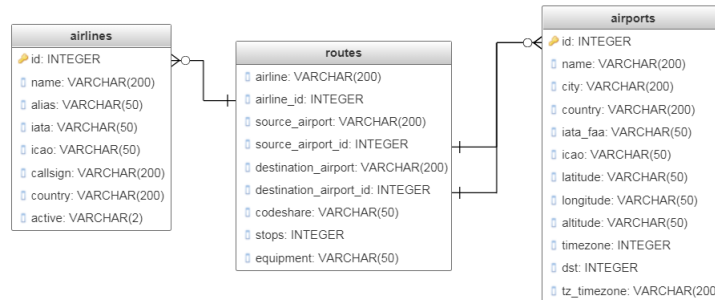 airlines
id: INTEGER
name: VARCHAR(200)
alias: VARCHAR(50)
iata: VARCHAR(50)
icao: VARCHAR(50)
callsign: VARCHAR(200)
country: VARCHAR(200)
active: VARCHAR(2)
routes
airline: VARCHAR(200)
airline_id: INTEGER
source_airport: VARCHAR(200)
source_airport_id: INTEGER
destination_airport: VARCHAR(200)
destination_airport_id: INTEGER
codeshare: VARCHAR(50)
stops: INTEGER
equipment: VARCHAR(50)
airports
id: INTEGER
name: VARCHAR(200)
city: VARCHAR(200)
country: VARCHAR(200)
iata_faa: VARCHAR(50)
icao: VARCHAR(50)
latitude: VARCHAR(50)
longitude: VARCHAR(50)
altitude: VARCHAR(50)
timezone: INTEGER
dst: INTEGER
tz_timezone: VARCHAR(200